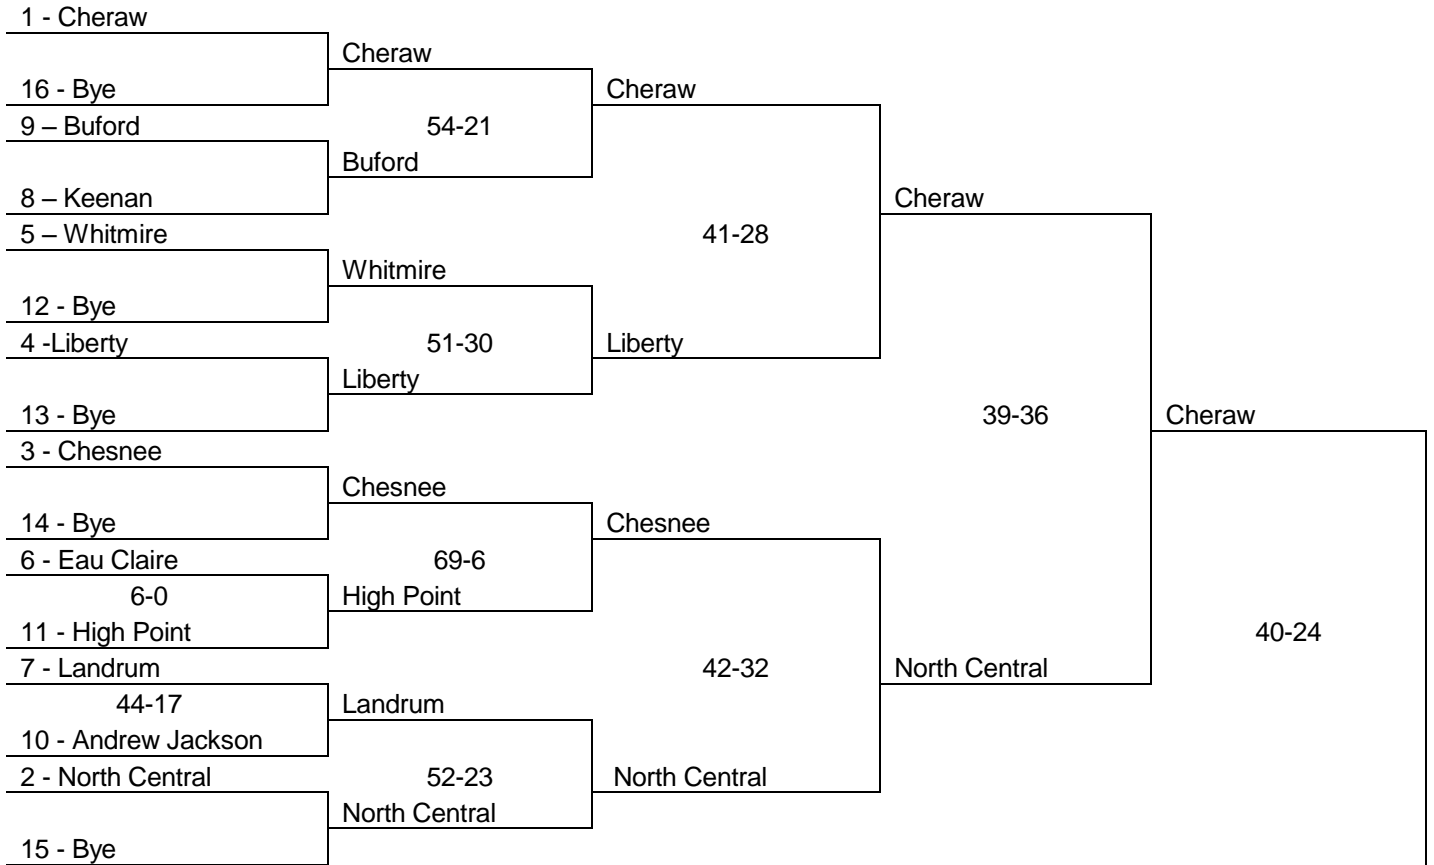 1 - Cheraw
Cheraw
16 - Bye
Cheraw
9 – Buford
54-21
Buford
8 – Keenan
Cheraw
5 – Whitmire
41-28
Whitmire
12 - Bye
4 -Liberty
51-30
Liberty
Liberty
13 - Bye
39-36
Cheraw
3 - Chesnee
Chesnee
14 - Bye
Chesnee
6 - Eau Claire
69-6
6-0
High Point
11 - High Point
40-24
7 - Landrum
42-32
North Central
44-17
Landrum
10 - Andrew Jackson
2 - North Central
52-23
North Central
North Central
15 - Bye